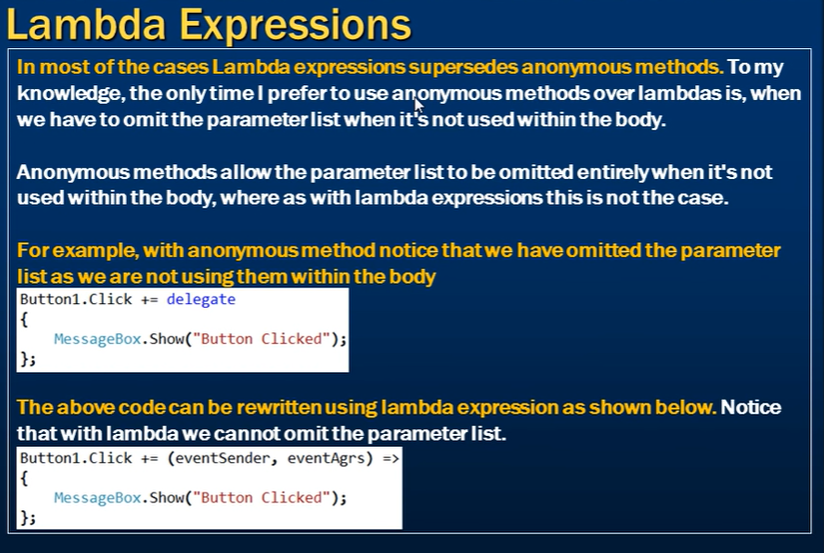 Lambda Expressions
In most of the cases Lambda expressions supersedes anonymous methods. To my
knowledge, the only time I prefer to use anonymous methods over lambdas is, when
we have to omit the parameter list when it's not used within the body.
Anonymous methods allow the parameter list to be omitted entirely when it's not
used within the body, where as with lambda expressions this is not the case.
For example, with anonymous method notice that we have omitted the parameter
list as we are not using them within the body
Button1.Click += delegate
{
    MessageBox.Show("Button Clicked");
};
The above code can be rewritten using lambda expression as shown below. Notice
that with lambda we cannot omit the parameter list.
Button1.Click += (eventSender, eventAgrs) =>
{
    MessageBox.Show("Button Clicked");
};